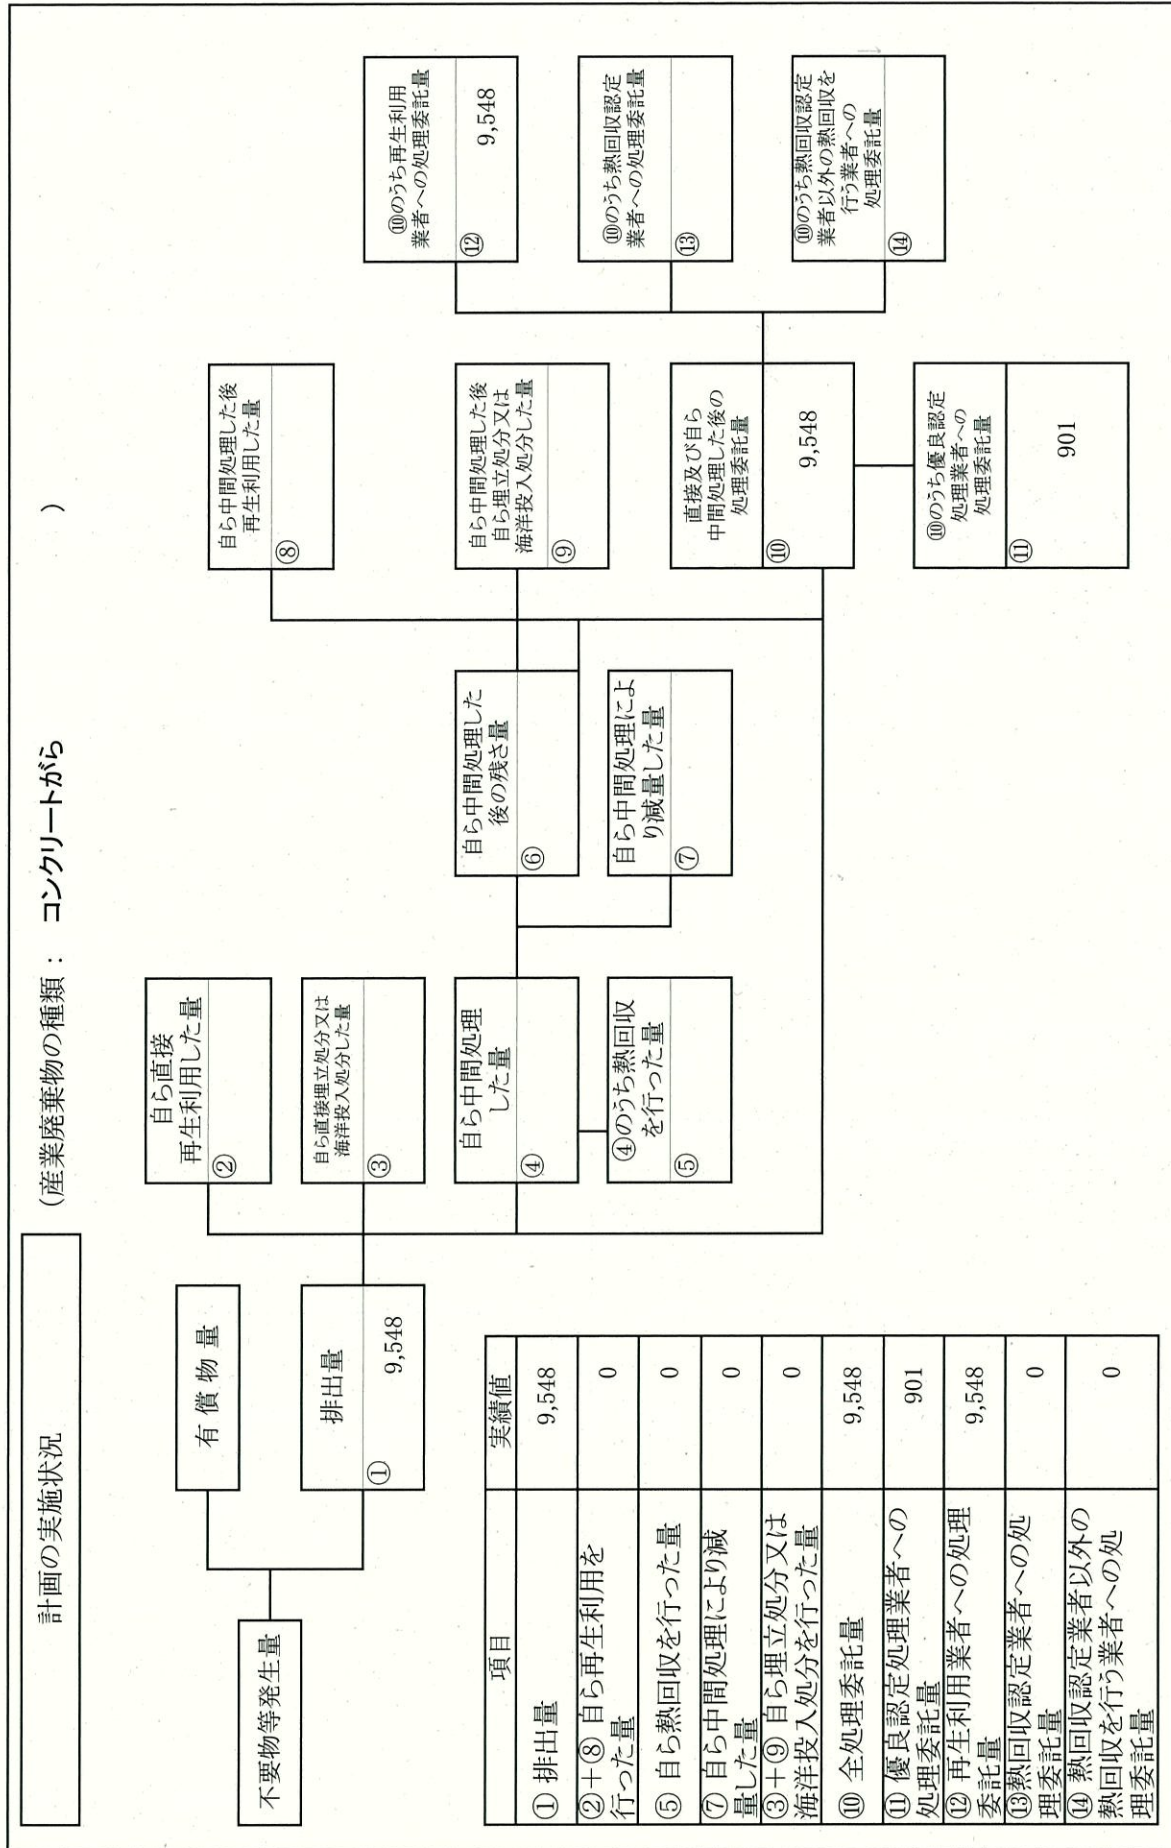 計画の実施状況
(産業廃棄物の種類： コンクリートがら )
不要物等発生量
有 償 物 量
排出量
① 9,548
自ら直接
再生利用した量
②
自ら直接埋立処分又は
海洋投入処分した量
③
自ら中間処理
した量
④
④のうち熱回収
を行った量
⑤
自ら中間処理した
後の残さ量
⑥
自ら中間処理によ
り減量した量
⑦
自ら中間処理した後
再生利用した量
⑧
自ら中間処理した後
自ら埋立処分又は
海洋投入処分した量
⑨
直接及び自ら
中間処理した後の
処理委託量
⑩ 9,548
⑩のうち優良認定
処理業者への
処理委託量
⑪ 901
⑩のうち再生利用
業者への処理委託量
⑫ 9,548
⑩のうち熱回収認定
業者への処理委託量
⑬
⑩のうち熱回収認定
業者以外の熱回収を
行う業者への
処理委託量
⑭
項目 実績値
① 排出量 9,548
②＋⑧ 自ら再生利用を
行った量 0
⑤ 自ら熱回収を行った量 0
⑦ 自ら中間処理により減
量した量 0
③＋⑨ 自ら埋立処分又は
海洋投入処分を行った量 0
⑩ 全処理委託量 9,548
⑪ 優良認定処理業者への
処理委託量 901
⑫ 再生利用業者への処理
委託量 9,548
⑬熱回収認定業者への処
理委託量 0
⑭ 熱回収認定業者以外の
熱回収を行う業者への処
理委託量 0